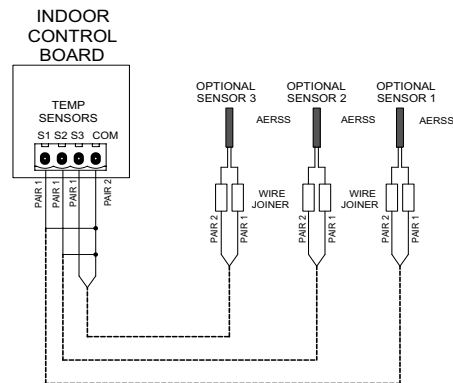 INDOOR
CONTROL
BOARD
TEMP
SENSORS
S1 S2 S3 COM
PAIR 1
PAIR 1
PAIR 1
PAIR 2
OPTIONAL
SENSOR 3
AERSS
OPTIONAL
SENSOR 2
AERSS
OPTIONAL
SENSOR 1
AERSS
WIRE
JOINER
WIRE
JOINER
PAIR 2
PAIR 1
PAIR 2
PAIR 1
PAIR 2
PAIR 1